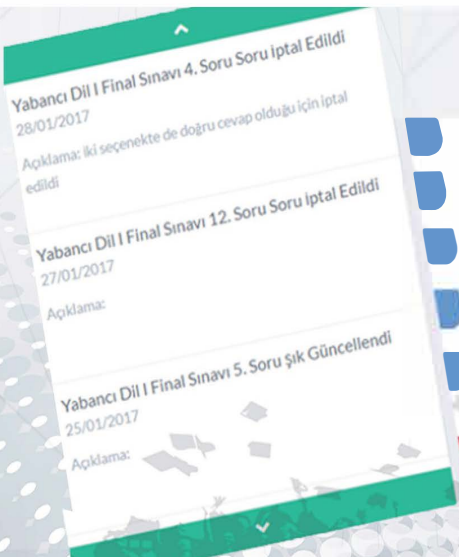 Yabancı Dil I Final Sınavı 4. Soru Soru İptal Edildi
28/01/2017
Açıklama: iki seçenekte de doğru cevap olduğu için iptal
edildi
Yabancı Dil I Final Sınavı 12. Soru Soru İptal Edildi
27/01/2017
Açıklama:
Yabancı Dil I Final Sınavı 5. Soru Şık Güncellendi
25/01/2017
Açıklama: